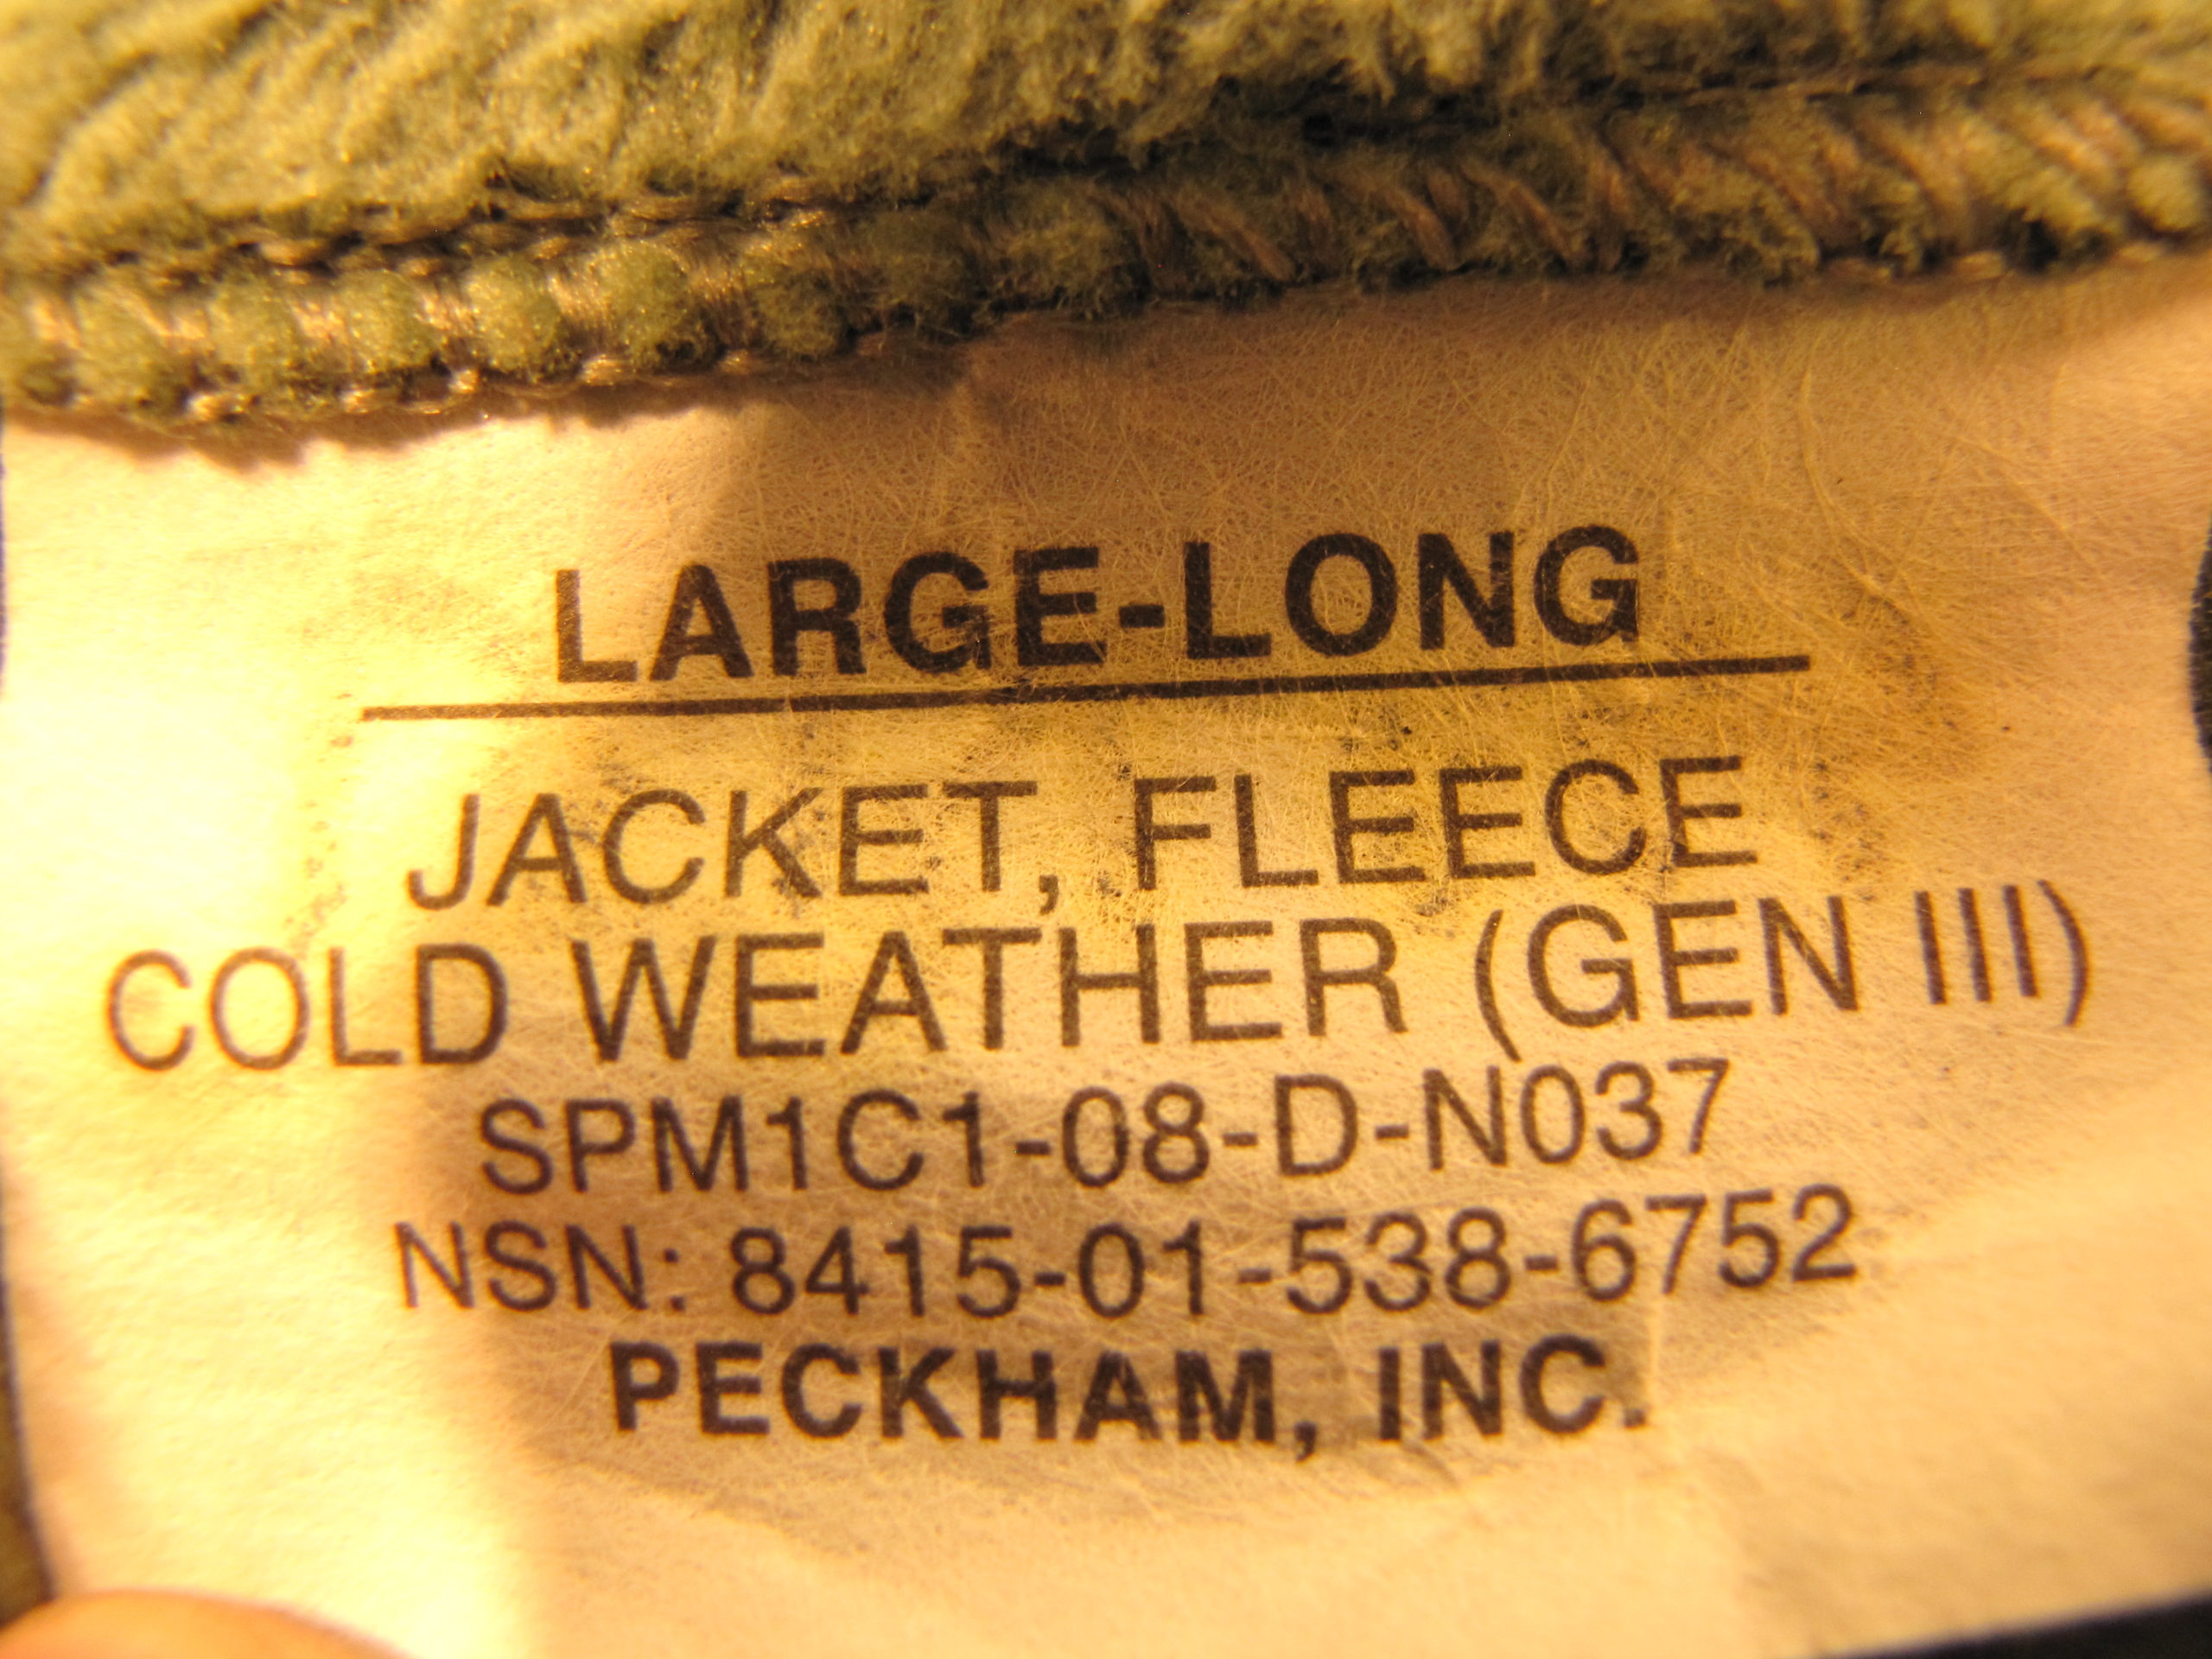 LARGE-LONG
JACKET, FLEECE
COLD WEATHER (GEN III)
SPM1C1-08-D-N037
NSN: 8415-01-538-6752
PECKHAM, INC.